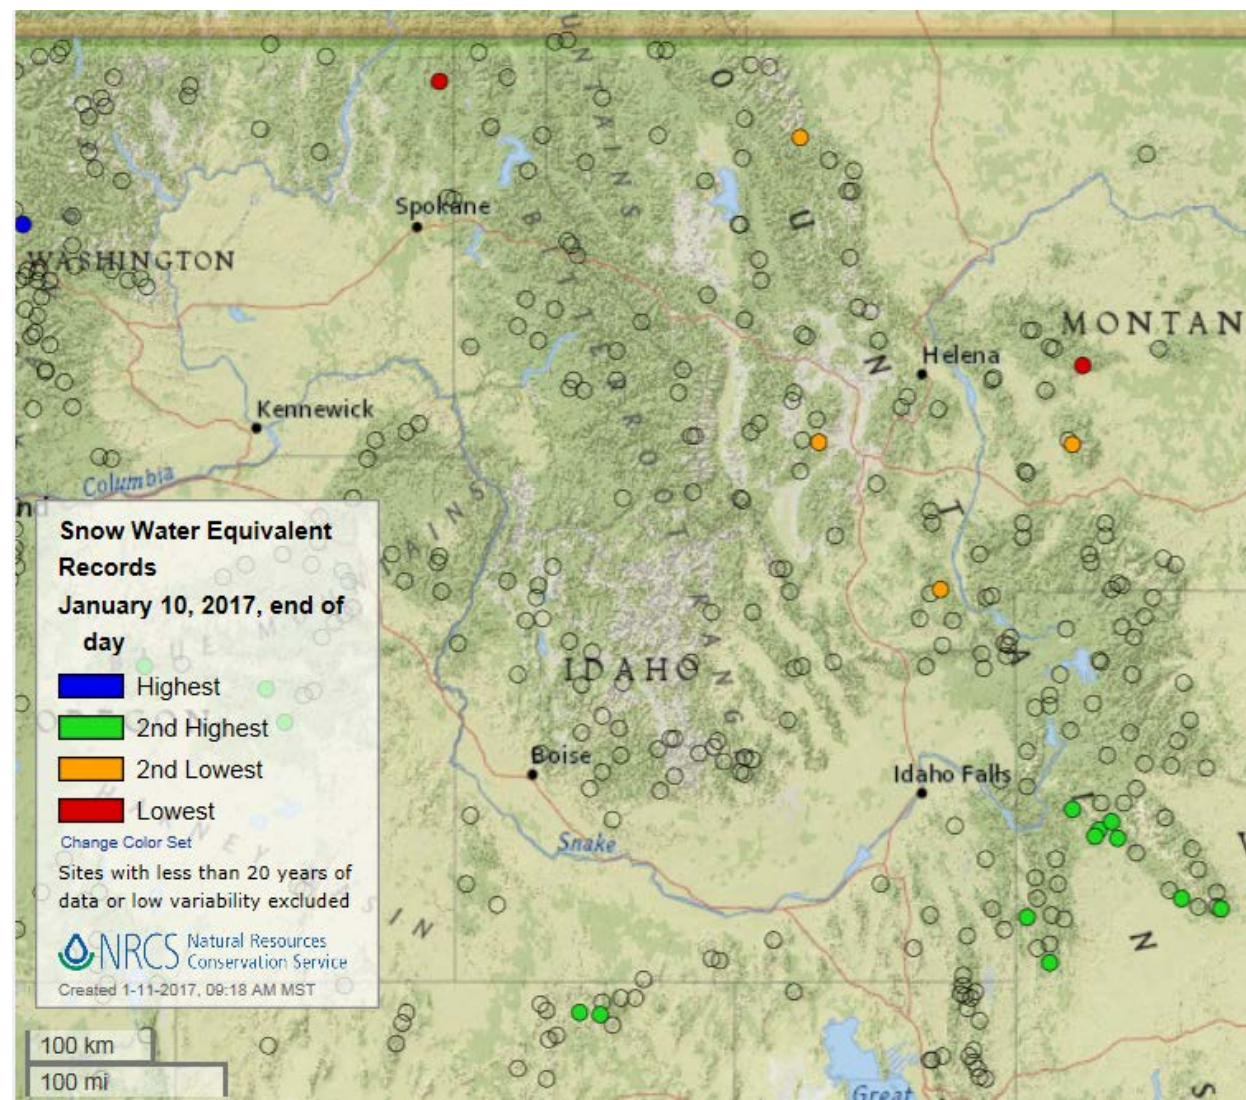 Spokane
WASHINGTON
MONTAN
Helena
Kennewick
Columbia
nd
Snow Water Equivalent
Records
January 10, 2017, end of
day
Highest
2nd Highest
2nd Lowest
Lowest
Change Color Set
Sites with less than 20 years of
data or low variability excluded
NRCS Natural Resources
Conservation Service
Created 1-11-2017, 09:18 AM MST
IDAHO
Boise
Idaho Falls
Snake
100 km
100 mi
Great